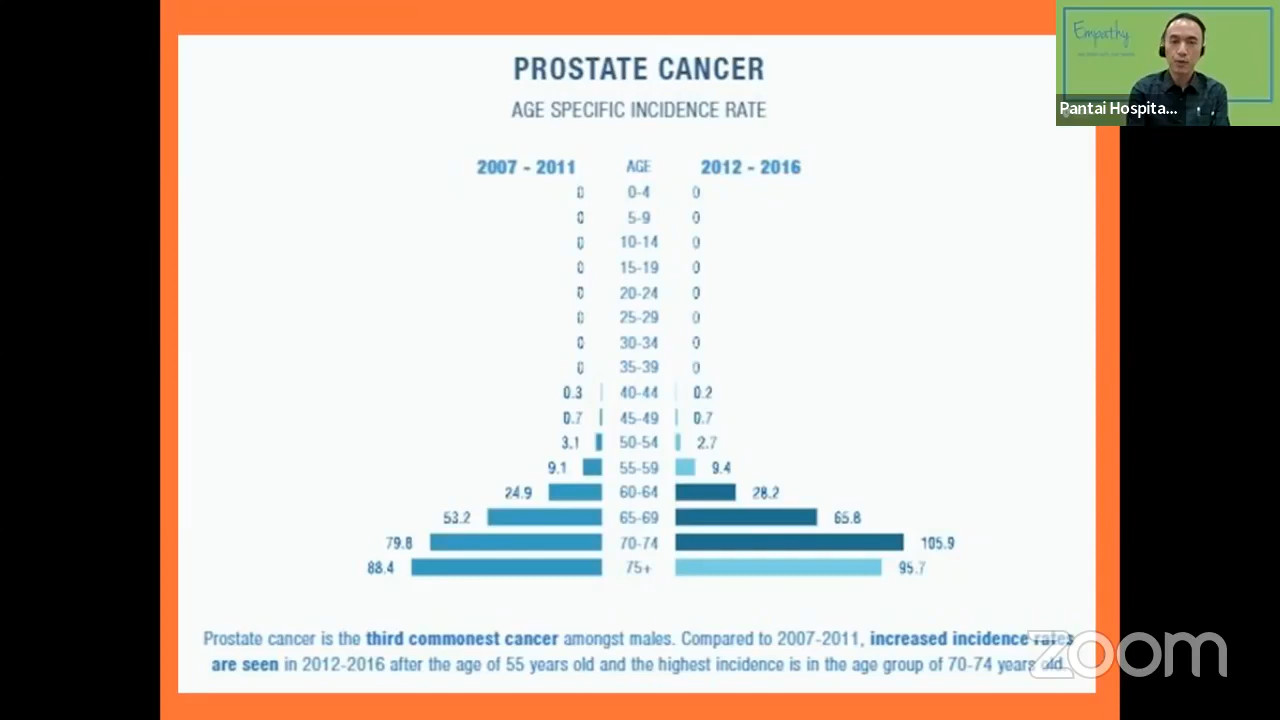 PROSTATE CANCER
AGE SPECIFIC INCIDENCE RATE
2007 - 2011 AGE 2012 - 2016
0 0-4 0
0 5-9 0
0 10-14 0
0 15-19 0
0 20-24 0
0 25-29 0
0 30-34 0
0 35-39 0
0.3 40-44 0.2
0.7 45-49 0.7
3.1 50-54 2.7
9.1 55-59 9.4
24.9 60-64 28.2
53.2 65-69 65.8
79.8 70-74 105.9
88.4 75+ 95.7
Prostate cancer is the third commonest cancer amongst males. Compared to 2007-2011, increased incidence rates
are seen in 2012-2016 after the age of 55 years old and the highest incidence is in the age group of 70-74 years old.
Empathy
Pantai Hospita...
zoom